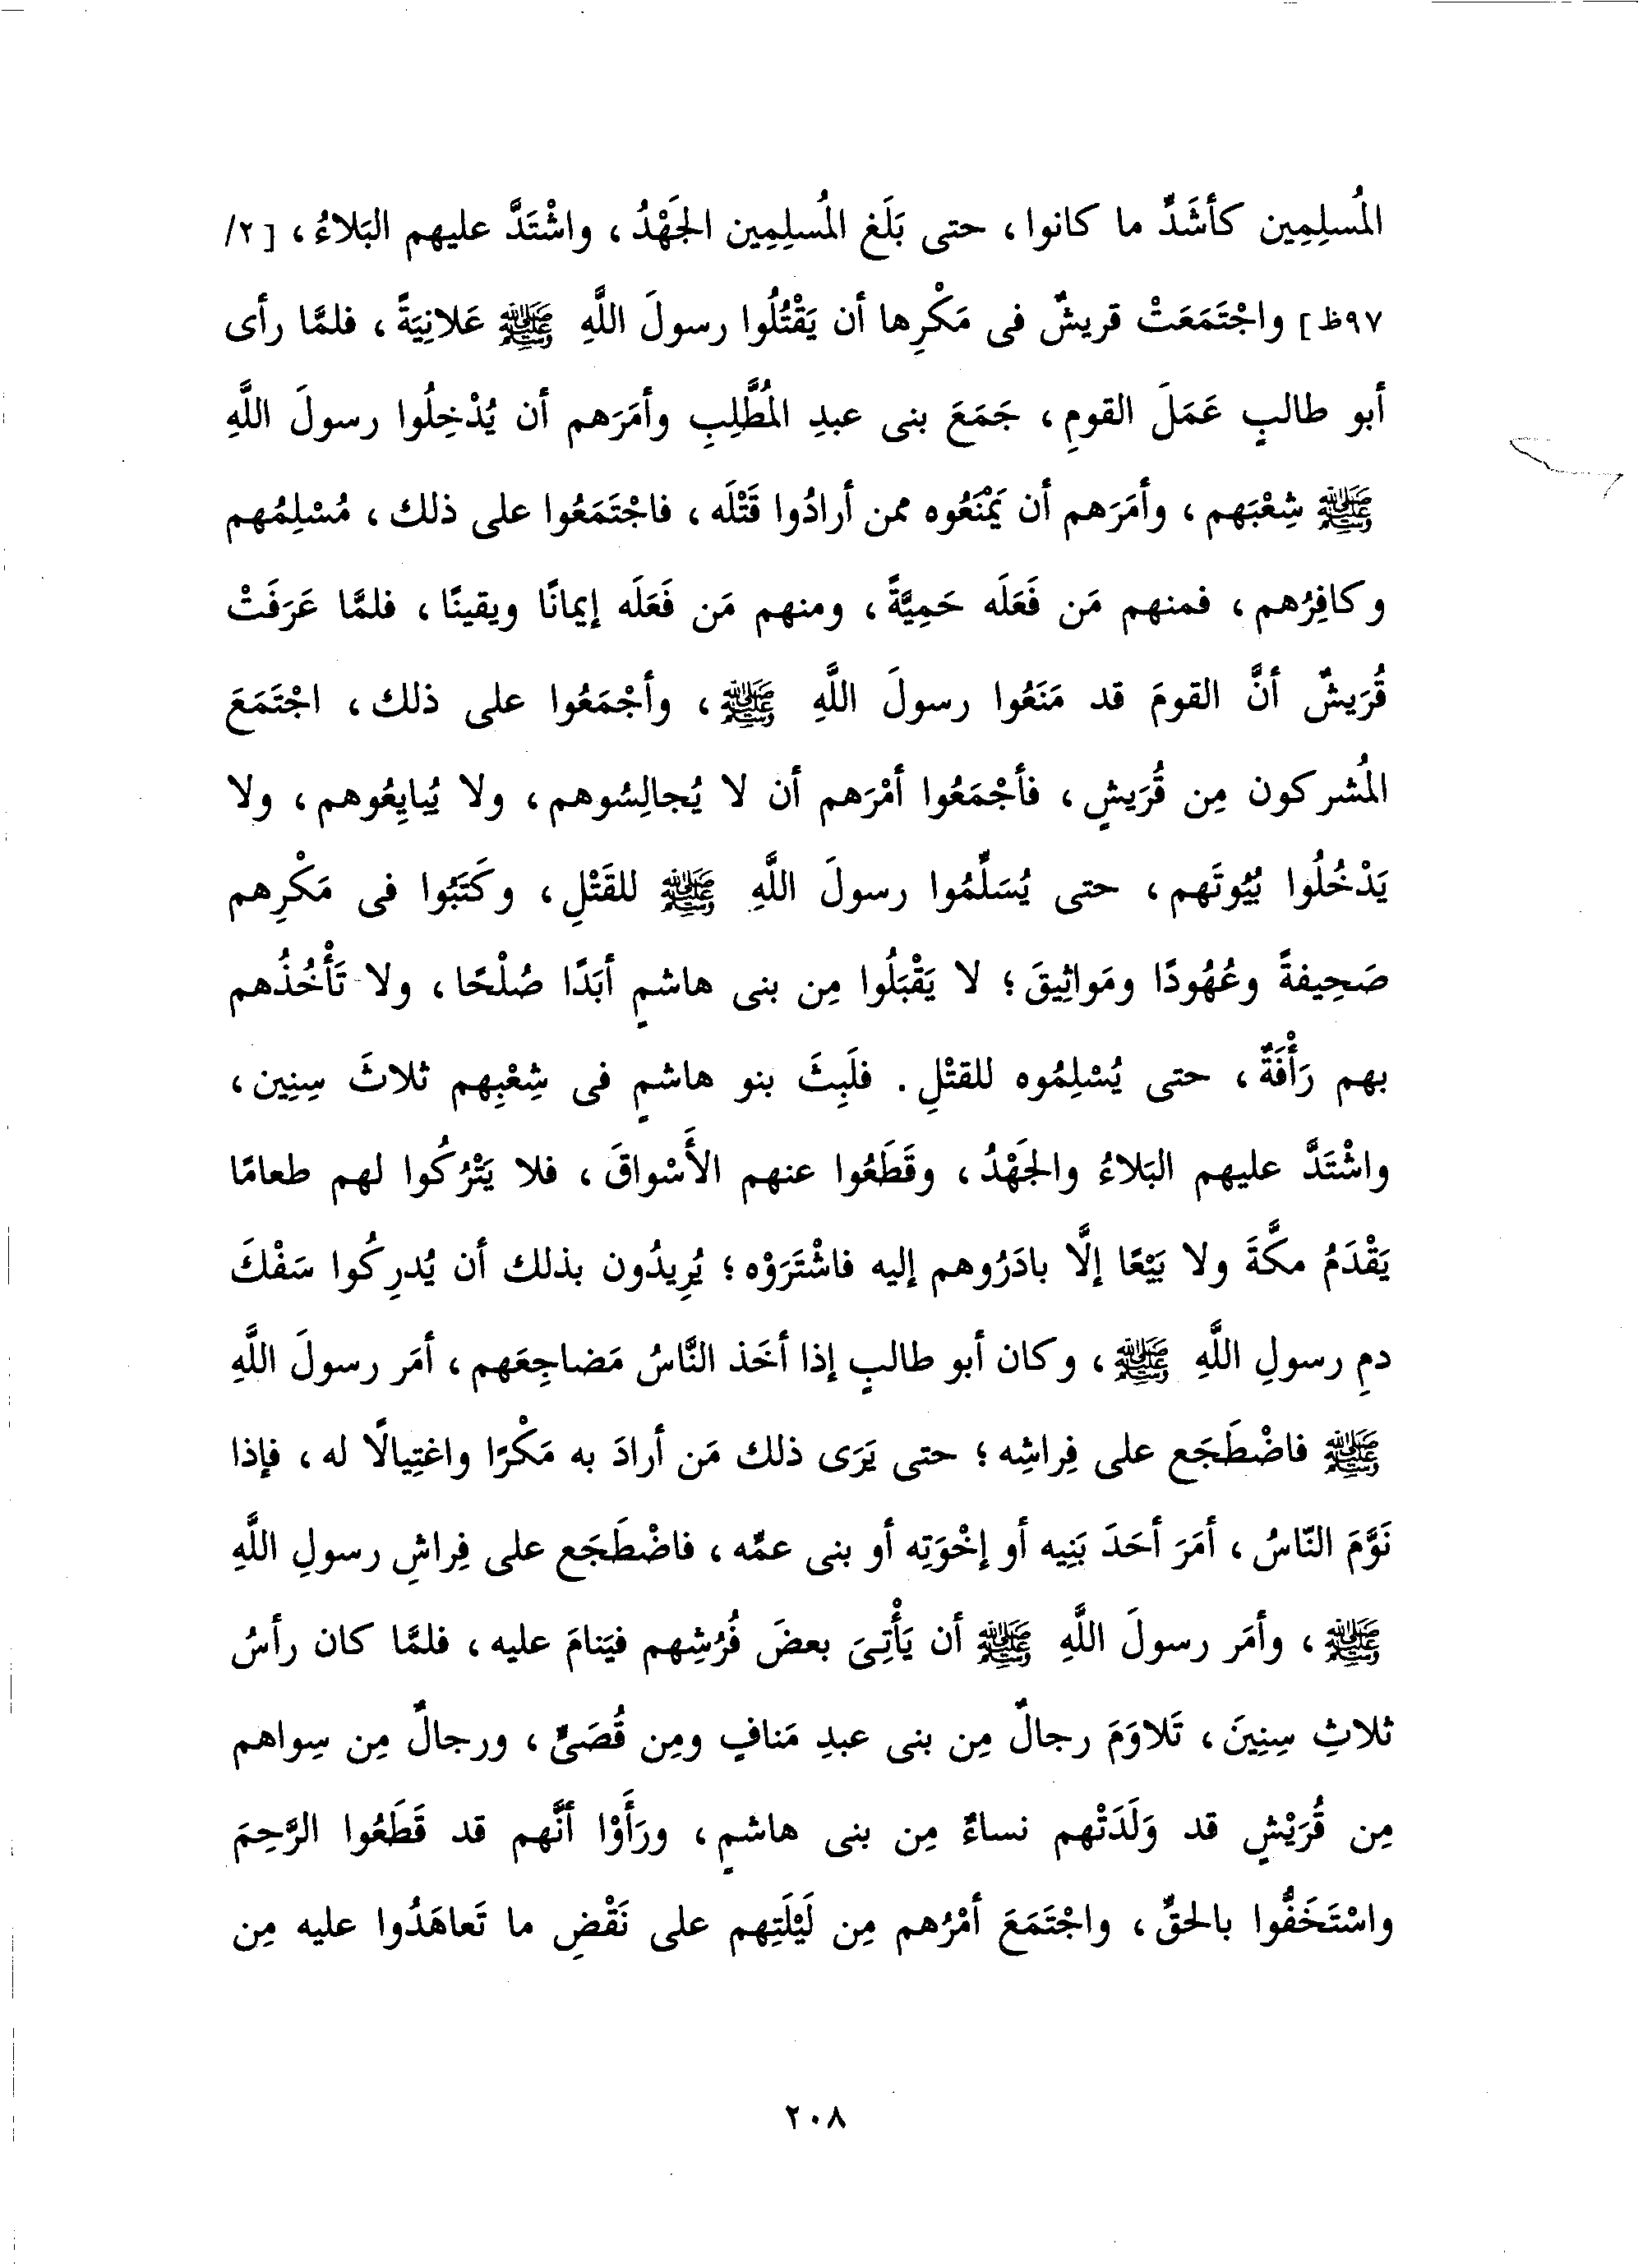 المُسلِمِين كأشَدِّ ما كانوا، حتى بَلَغ المُسلِمِين الجَهْدُ، واشْتَدَّ عليهم البَلاءُ، [٢/
٩٧ظ] واجْتَمَعَتْ قريشٌ فى مَكْرِها أن يَقْتُلُوا رسولَ اللَّهِ ﷺ عَلانِيَةً، فلمَّا رأى
أبو طالبٍ عَمَلَ القومِ، جَمَعَ بنى عبدِ المُطَّلِبِ وأمَرَهم أن يُدْخِلُوا رسولَ اللَّهِ
ﷺ شِعْبَهم، وأمَرَهم أن يَمْنَعُوه ممن أرادُوا قَتْلَه، فاجْتَمَعُوا على ذلك، مُسْلِمُهم
وكافِرُهم، فمنهم مَن فَعَلَه حَمِيَّةً، ومنهم مَن فَعَلَه إيمانًا ويقينًا، فلمَّا عَرَفَتْ
قُرَيشٌ أنَّ القومَ قد مَنَعُوا رسولَ اللَّهِ ﷺ، وأجْمَعُوا على ذلك، اجْتَمَعَ
المُشركون مِن قُرَيشٍ، فأجْمَعُوا أمْرَهم أن لا يُجالِسُوهم، ولا يُبايِعُوهم، ولا
يَدْخُلُوا بُيُوتَهم، حتى يُسَلِّمُوا رسولَ اللَّهِ ﷺ للقَتْلِ، وكَتَبُوا فى مَكْرِهم
صَحِيفةً وعُهُودًا ومَواثِيقَ؛ لا يَقْبَلُوا مِن بنى هاشمٍ أبَدًا صُلْحًا، ولا تَأْخُذُهم
بهم رَأْفَةٌ، حتى يُسْلِمُوه للقتْلِ. فلَبِثَ بنو هاشمٍ فى شِعْبِهم ثلاثَ سِنِين،
واشْتَدَّ عليهم البَلاءُ والجَهْدُ، وقَطَعُوا عنهم الأَسْواقَ، فلا يَتْرُكُوا لهم طعامًا
يَقْدَمُ مكَّةَ ولا بَيْعًا إلَّا بادَرُوهم إليه فاشْتَرَوْه؛ يُرِيدُون بذلك أن يُدرِكُوا سَفْكَ
دمِ رسولِ اللَّهِ ﷺ، وكان أبو طالبٍ إذا أخَذ النَّاسُ مَضاجِعَهم، أمَر رسولَ اللَّهِ
ﷺ فاضْطَجَع على فِراشِه؛ حتى يَرَى ذلك مَن أرادَ به مَكْرًا واغتِيالًا له، فإذا
نَوَّمَ النّاسُ، أمَرَ أحَدَ بَنِيه أو إخْوَتِه أو بنى عمِّه، فاضْطَجَع على فِراشِ رسولِ اللَّهِ
ﷺ، وأمَر رسولَ اللَّهِ ﷺ أن يَأْتِىَ بعضَ فُرُشِهم فيَنامَ عليه، فلمَّا كان رأسُ
ثلاثِ سِنِينَ، تَلاوَمَ رجالٌ مِن بنى عبدِ مَنافٍ ومِن قُصَىٍّ، ورجالٌ مِن سِواهم
مِن قُرَيْشٍ قد وَلَدَتْهم نساءٌ مِن بنى هاشمٍ، ورَأَوْا أنَّهم قد قَطَعُوا الرَّحِمَ
واسْتَخَفُّوا بالحقِّ، واجْتَمَعَ أمْرُهم مِن لَيْلَتِهم على نَقْضِ ما تَعاهَدُوا عليه مِن
٢٠٨